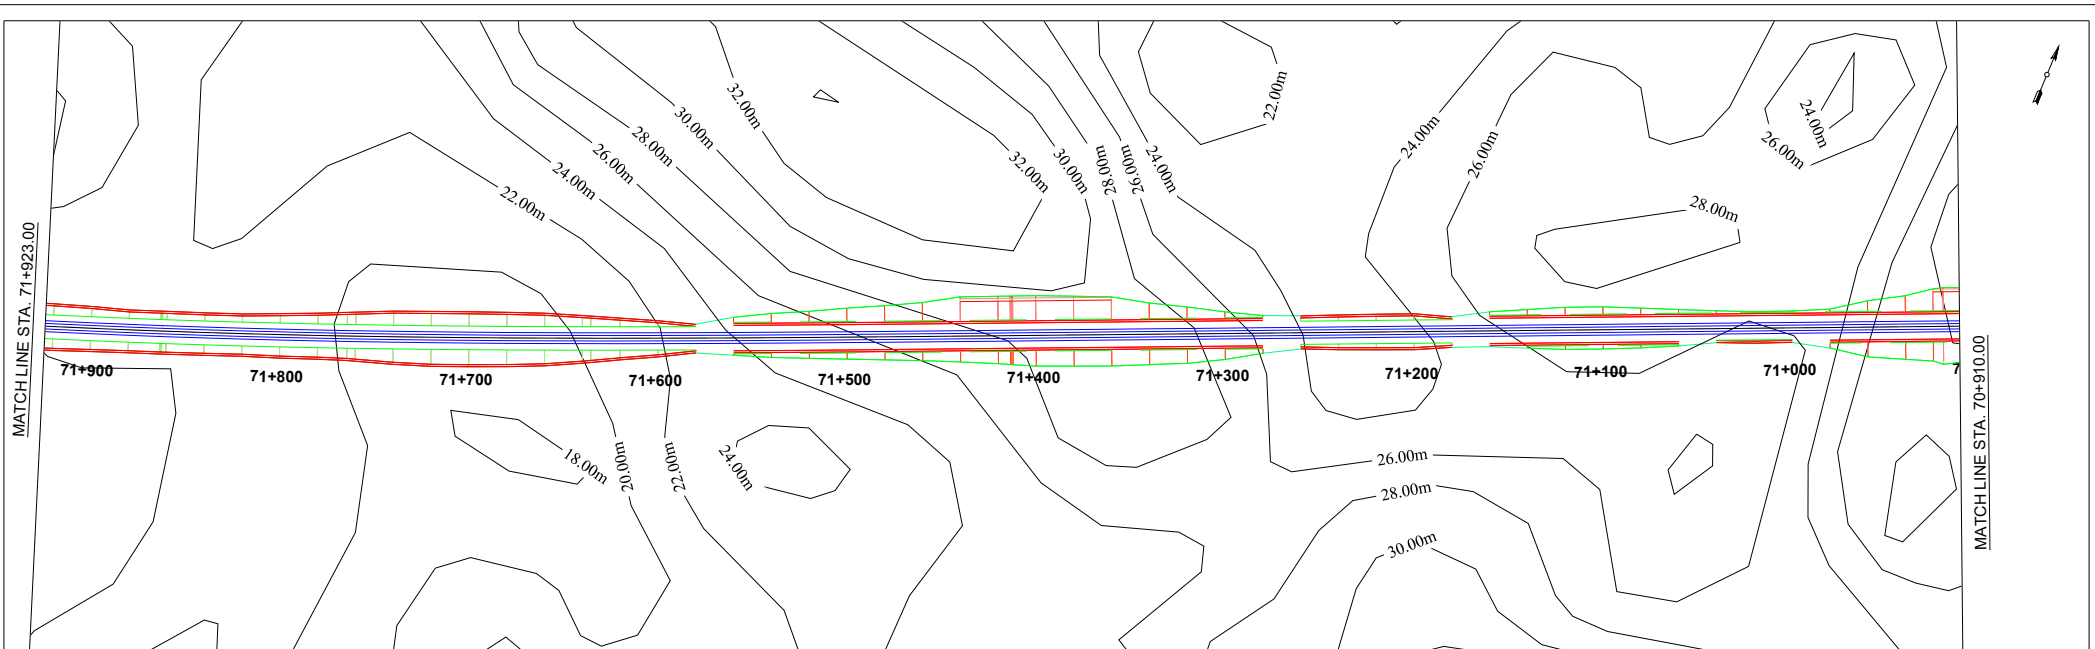 MATCH LINE STA. 71+923.00
32.00m
30.00m
28.00m
26.00m
24.00m
22.00m
32.00m
30.00m
28.00m
26.00m
24.00m
22.00m
24.00m
26.00m
24.00m
26.00m
28.00m
71+900
71+800
71+700
71+600
71+500
71+400
71+300
71+200
71+100
71+000
7
18.00m
20.00m
22.00m
24.00m
26.00m
28.00m
30.00m
MATCH LINE STA. 70+910.00